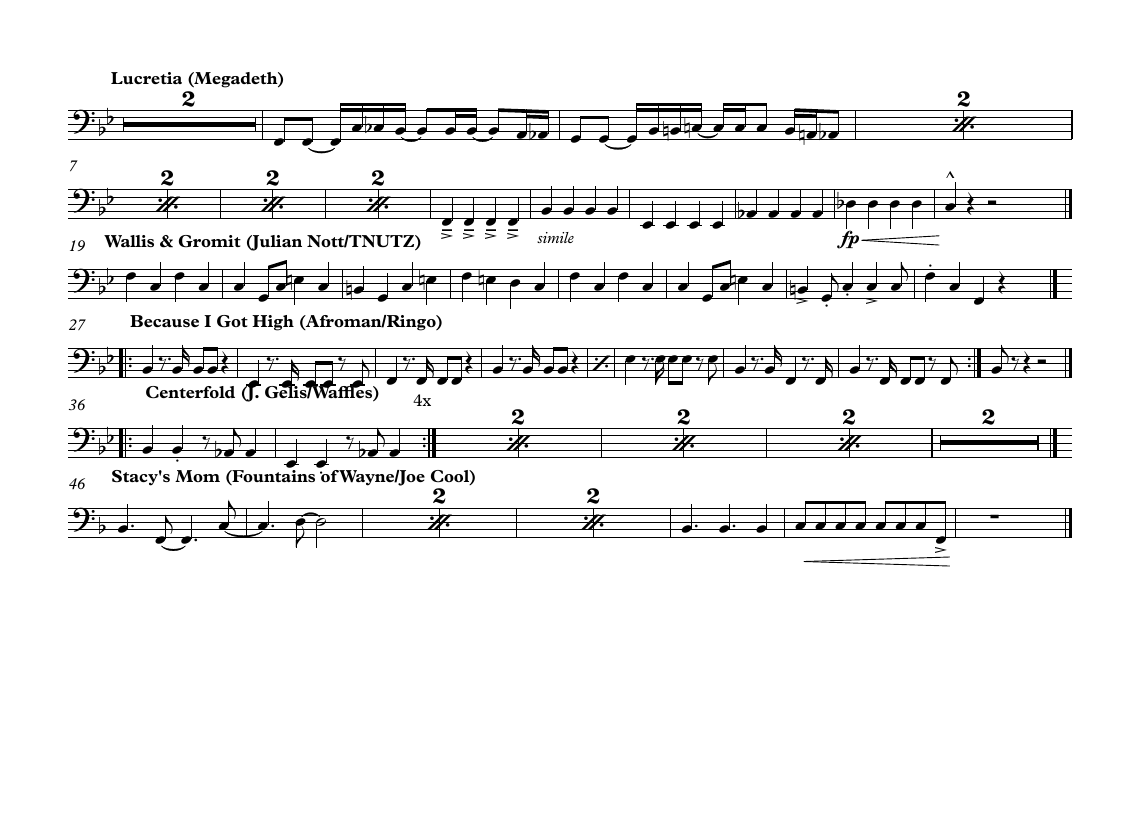 Lucretia (Megadeth)
2
2
7
2
2
2
simile
fp
19
Wallis & Gromit (Julian Nott/TNUTZ)
27
Because I Got High (Afroman/Ringo)
36
Centerfold (J. Gelis/Waffles)
4x
2
2
2
2
46
Stacy's Mom (Fountains of Wayne/Joe Cool)
2
2